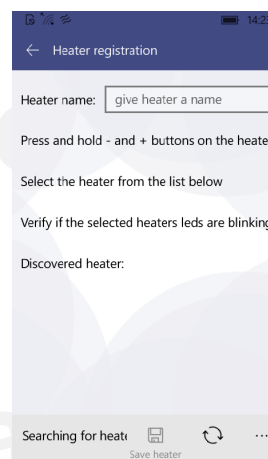 14:23
Heater registration
Heater name: give heater a name
Press and hold - and + buttons on the heate
Select the heater from the list below
Verify if the selected heaters leds are blinking
Discovered heater:
Searching for heate
Save heater